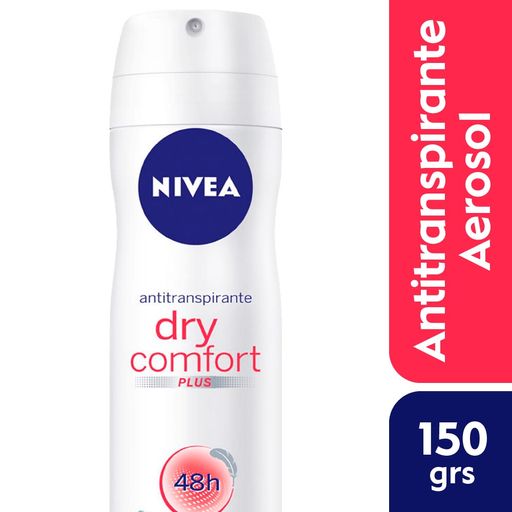 NIVEA
antitranspirante
dry
comfort
PLUS
48h
Antitranspirante
Aerosol
150
grs